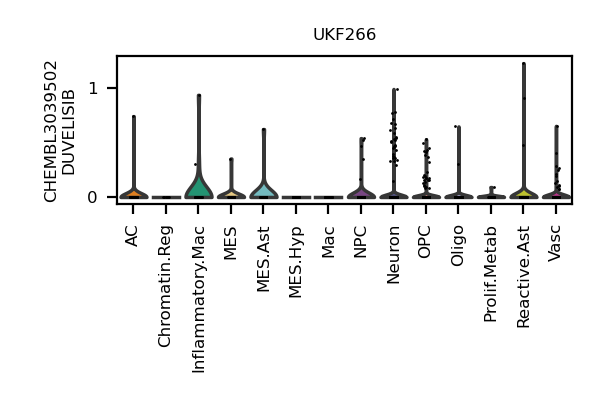 UKF266
CHEMBL3039502
DUVELISIB
1
0
AC
Chromatin.Reg
Inflammatory.Mac
MES
MES.Ast
MES.Hyp
Mac
NPC
Neuron
OPC
Oligo
Prolif.Metab
Reactive.Ast
Vasc